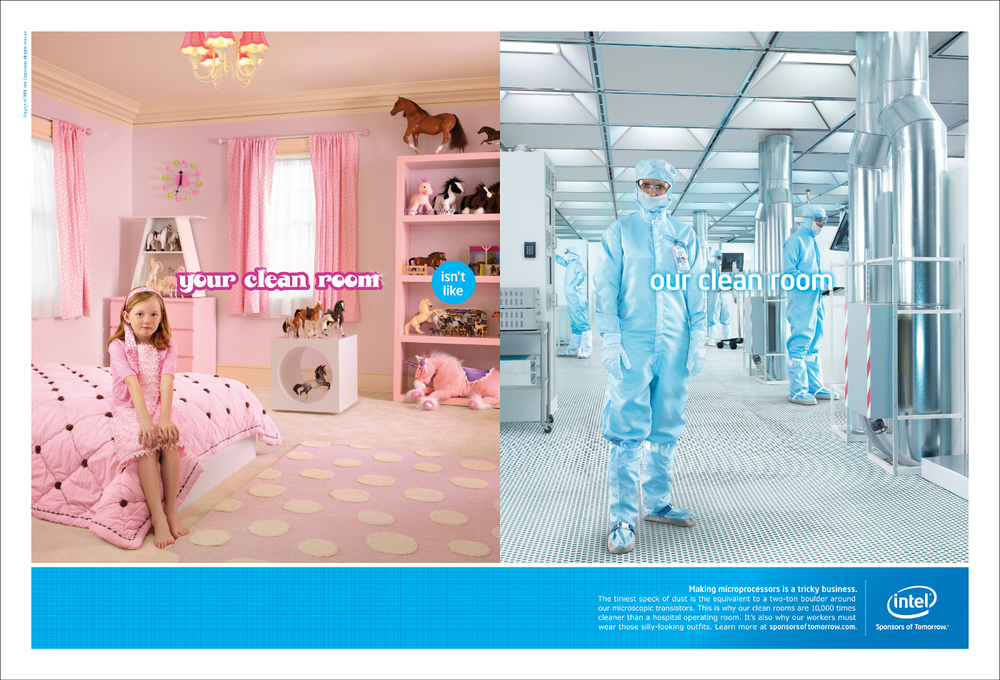 Copyright © 2009, Intel Corporation. All rights reserved.
your clean room
isn't
like
our clean room
Making microprocessors is a tricky business.
The tiniest speck of dust is the equivalent to a two-ton boulder around
our microscopic transistors. This is why our clean rooms are 10,000 times
cleaner than a hospital operating room. It's also why our workers must
wear those silly-looking outfits. Learn more at sponsorsoftomorrow.com.
intel
Sponsors of Tomorrow.™